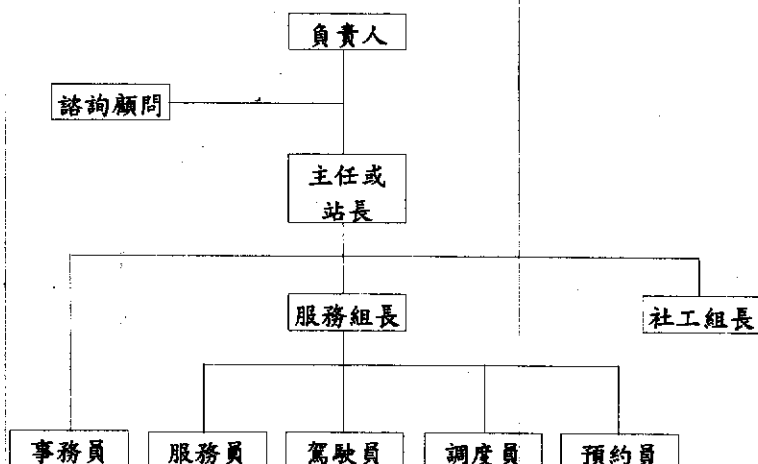 負責人
諮詢顧問
主任或
站長
服務組長
社工組長
事務員
服務員
駕駛員
調度員
預約員